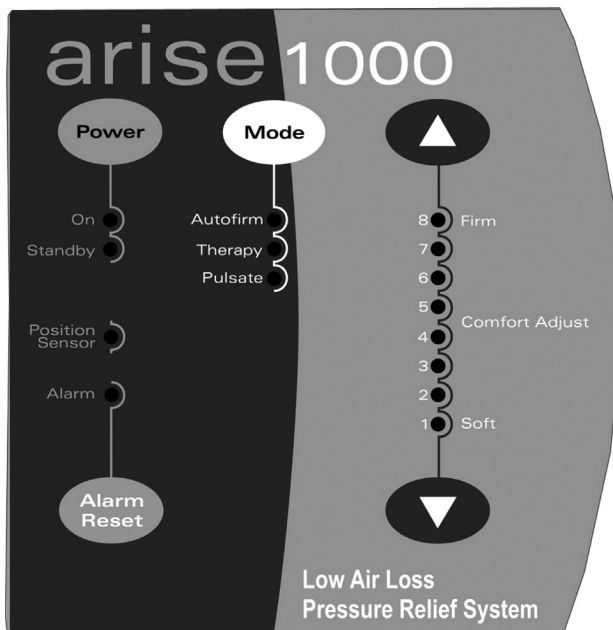 arise 1000
Power
On
Standby
Position
Sensor
Alarm
Alarm
Reset
Mode
Autofirm
Therapy
Pulsate
8 Firm
7
6
5
Comfort Adjust
4
3
2
1 Soft
Low Air Loss
Pressure Relief System